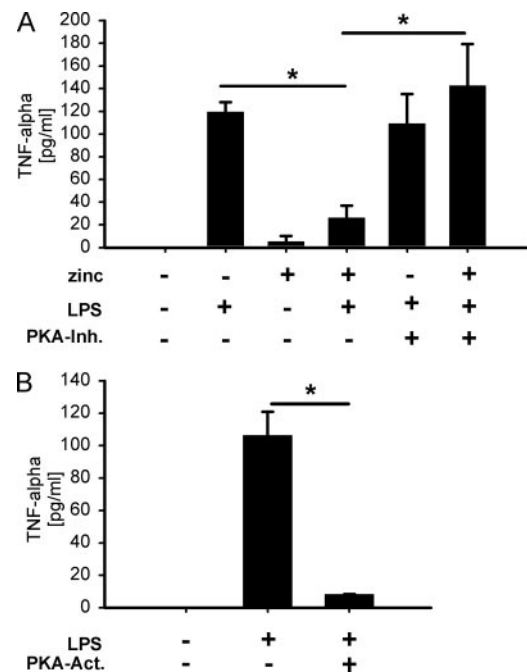 A
TNF-alpha
[pg/ml]
200
180
160
140
120
100
80
60
40
20
0
*
*
zinc - - + + - +
LPS - + - + + +
PKA-Inh. - - - - + +
B
TNF-alpha
[pg/ml]
140
120
100
80
60
40
20
0
*
LPS - + +
PKA-Act. - - +